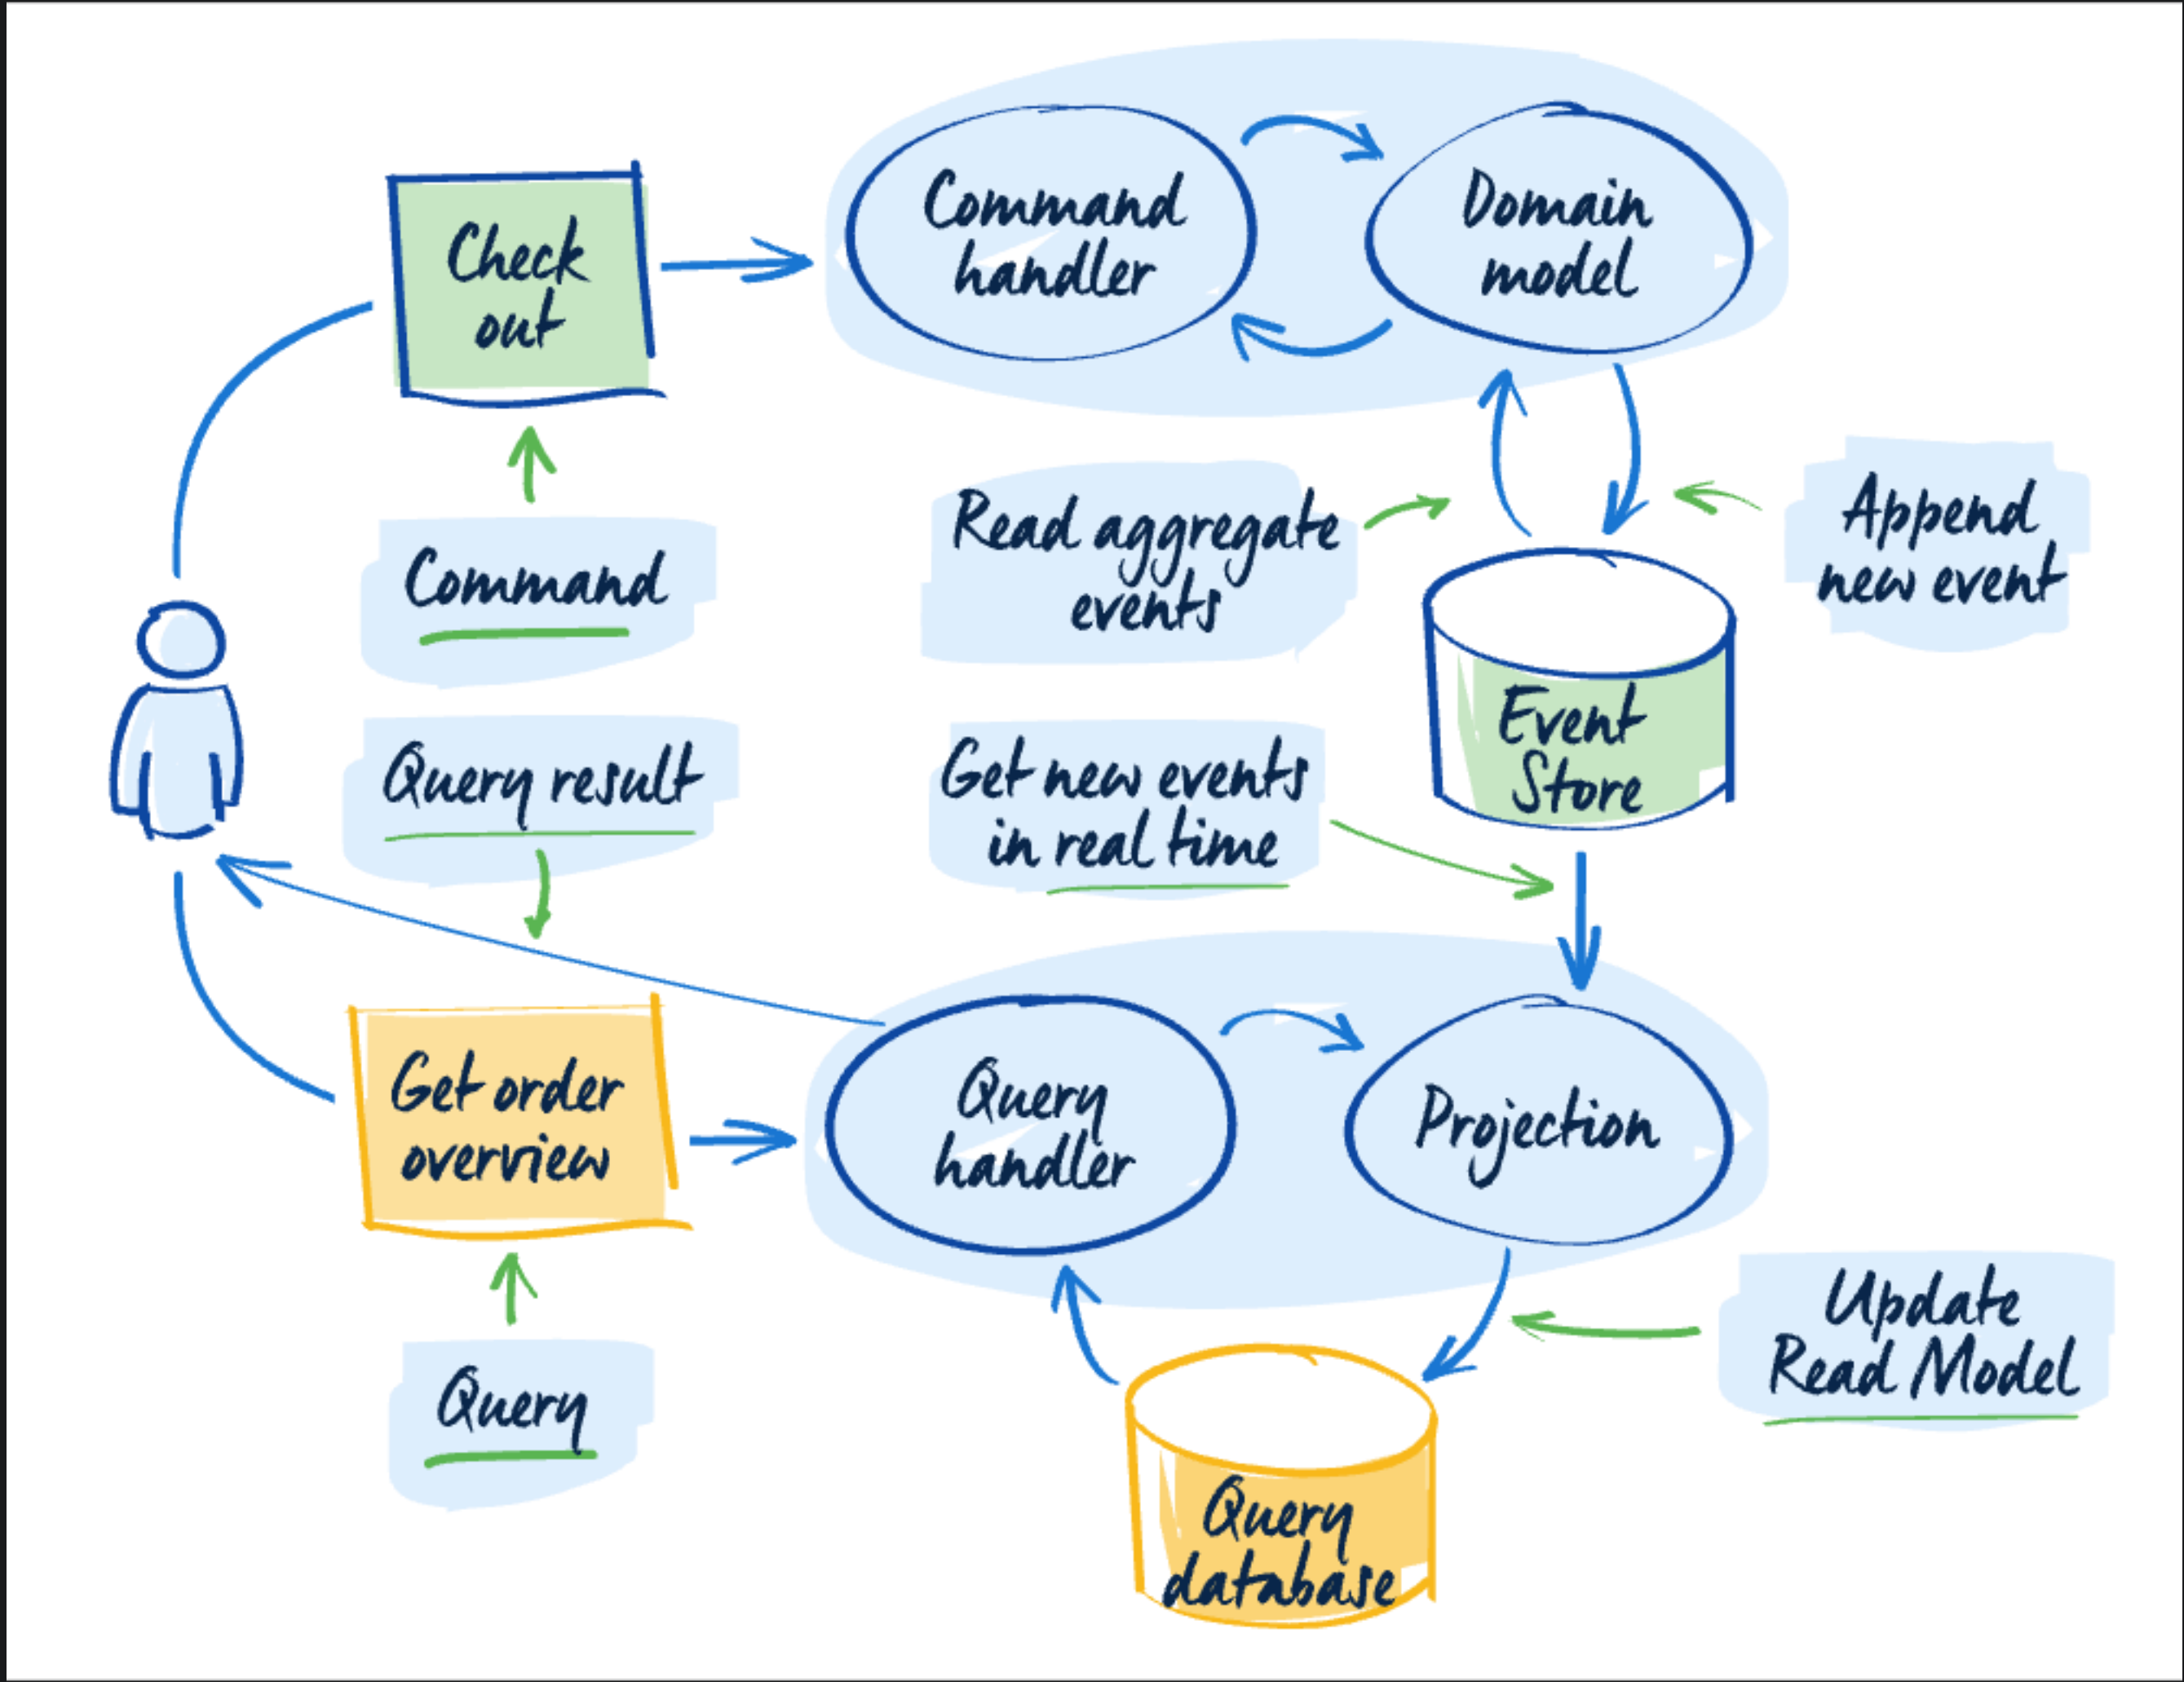 Check
out
Command
handler
Domain
model
Command
Read aggregate
events
Append
new event
Query result
Get new events
in real time
Event
Store
Get order
overview
Query
handler
Projection
Query
Update
Read Model
Query
database